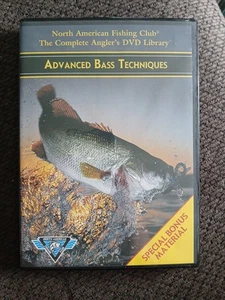 North American Fishing Club®
The Complete Angler's DVD Library™
ADVANCED BASS TECHNIQUES
SPECIAL BONUS
MATERIAL